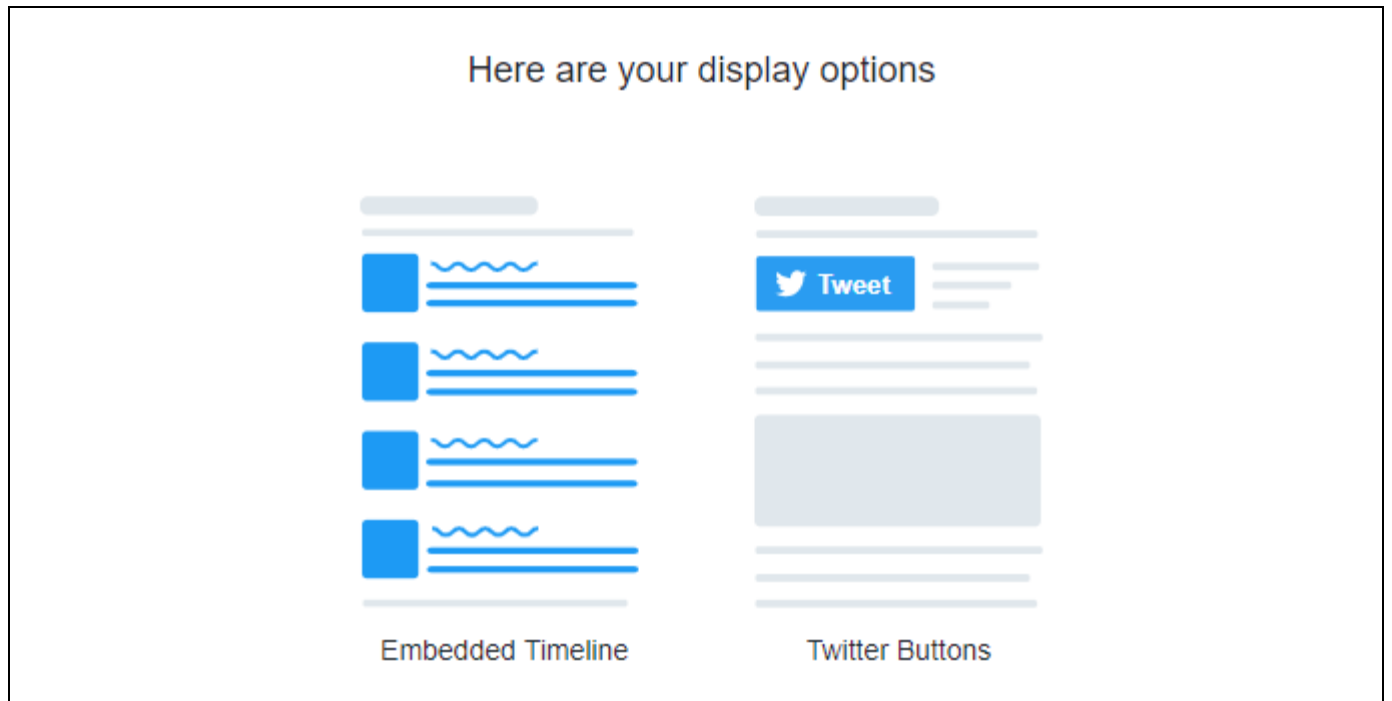 Here are your display options
Tweet
Embedded Timeline
Twitter Buttons